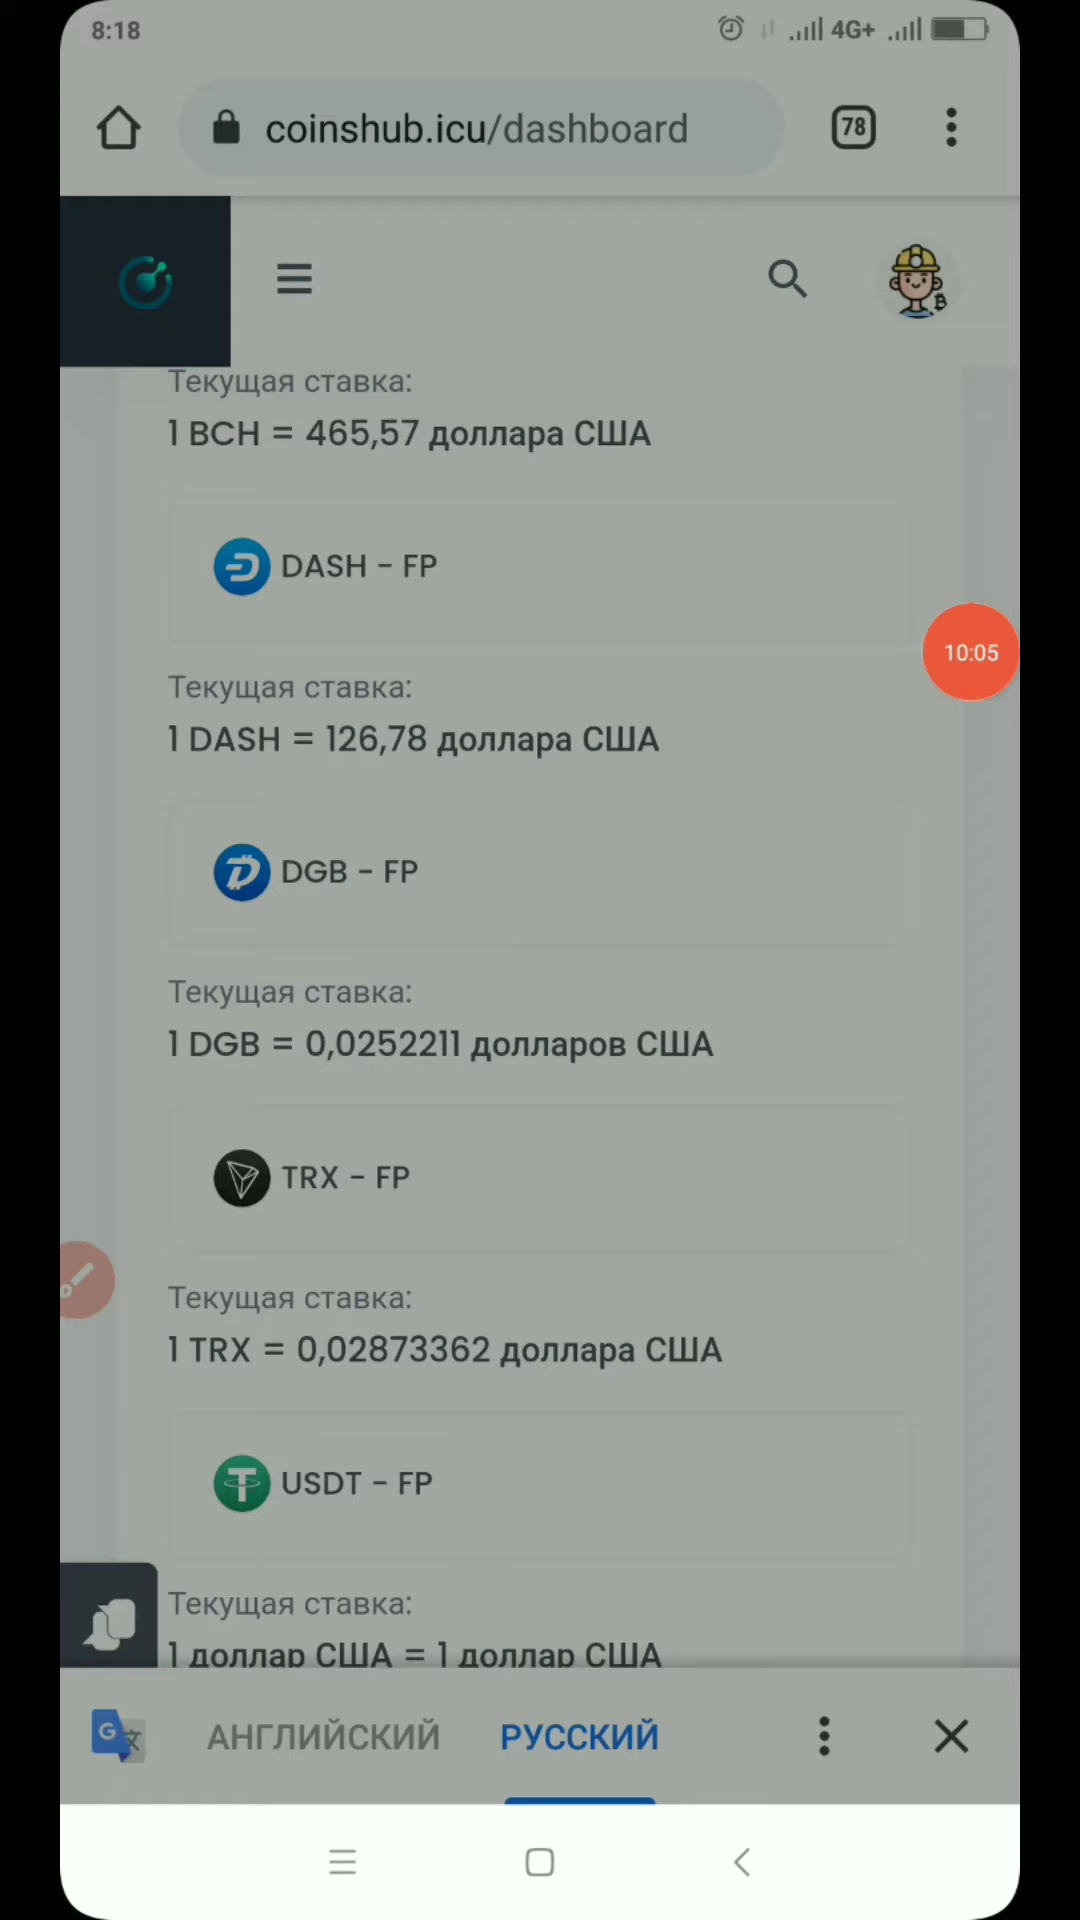 8:18
4G+
coinshub.icu/dashboard
78
Текущая ставка:
1 BCH = 465,57 доллара США
DASH - FP
10:05
Текущая ставка:
1 DASH = 126,78 доллара США
DGB - FP
Текущая ставка:
1 DGB = 0,0252211 долларов США
TRX - FP
Текущая ставка:
1 TRX = 0,02873362 доллара США
USDT - FP
Текущая ставка:
1 доллар США = 1 доллар США
АНГЛИЙСКИЙ РУССКИЙ